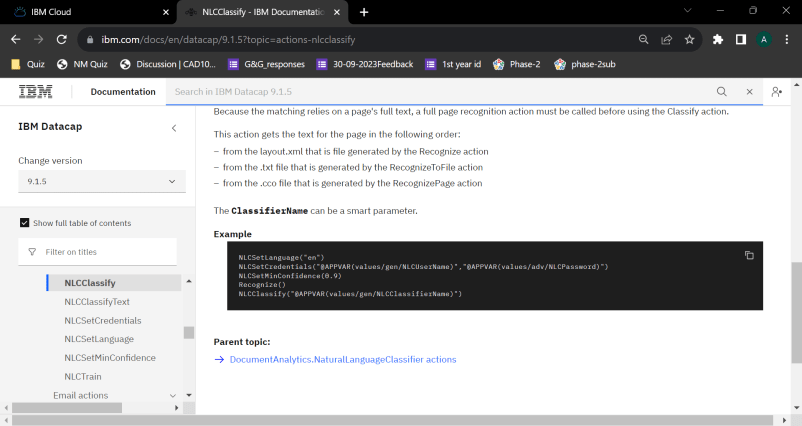 IBM Cloud
NLCClassify - IBM Documentatio
ibm.com/docs/en/datacap/9.1.5?topic=actions-nlcclassify
A
Quiz
NM Quiz
Discussion | CAD10...
G&G_responses
30-09-2023Feedback
1st year id
Phase-2
phase-2sub
IBM
Documentation
Search in IBM Datacap 9.1.5
IBM Datacap
Change version
9.1.5
Show full table of contents
Filter on titles
NLCClassify
NLCClassifyText
NLCSetCredentials
NLCSetLanguage
NLCSetMinConfidence
NLCTrain
Email actions
Because the matching relies on a page's full text, a full page recognition action must be called before using the Classify action.
This action gets the text for the page in the following order:
– from the layout.xml that is file generated by the Recognize action
– from the .txt file that is generated by the RecognizeToFile action
– from the .cco file that is generated by the RecognizePage action
The ClassifierName can be a smart parameter.
Example
NLCSetLanguage("en")
NLCSetCredentials("@APPVAR(values/gen/NLCUserName)","@APPVAR(values/adv/NLCPassword)")
NLCSetMinConfidence(0.9)
Recognize()
NLCClassify("@APPVAR(values/gen/NLCClassifierName)")
Parent topic:
→ DocumentAnalytics.NaturalLanguageClassifier actions